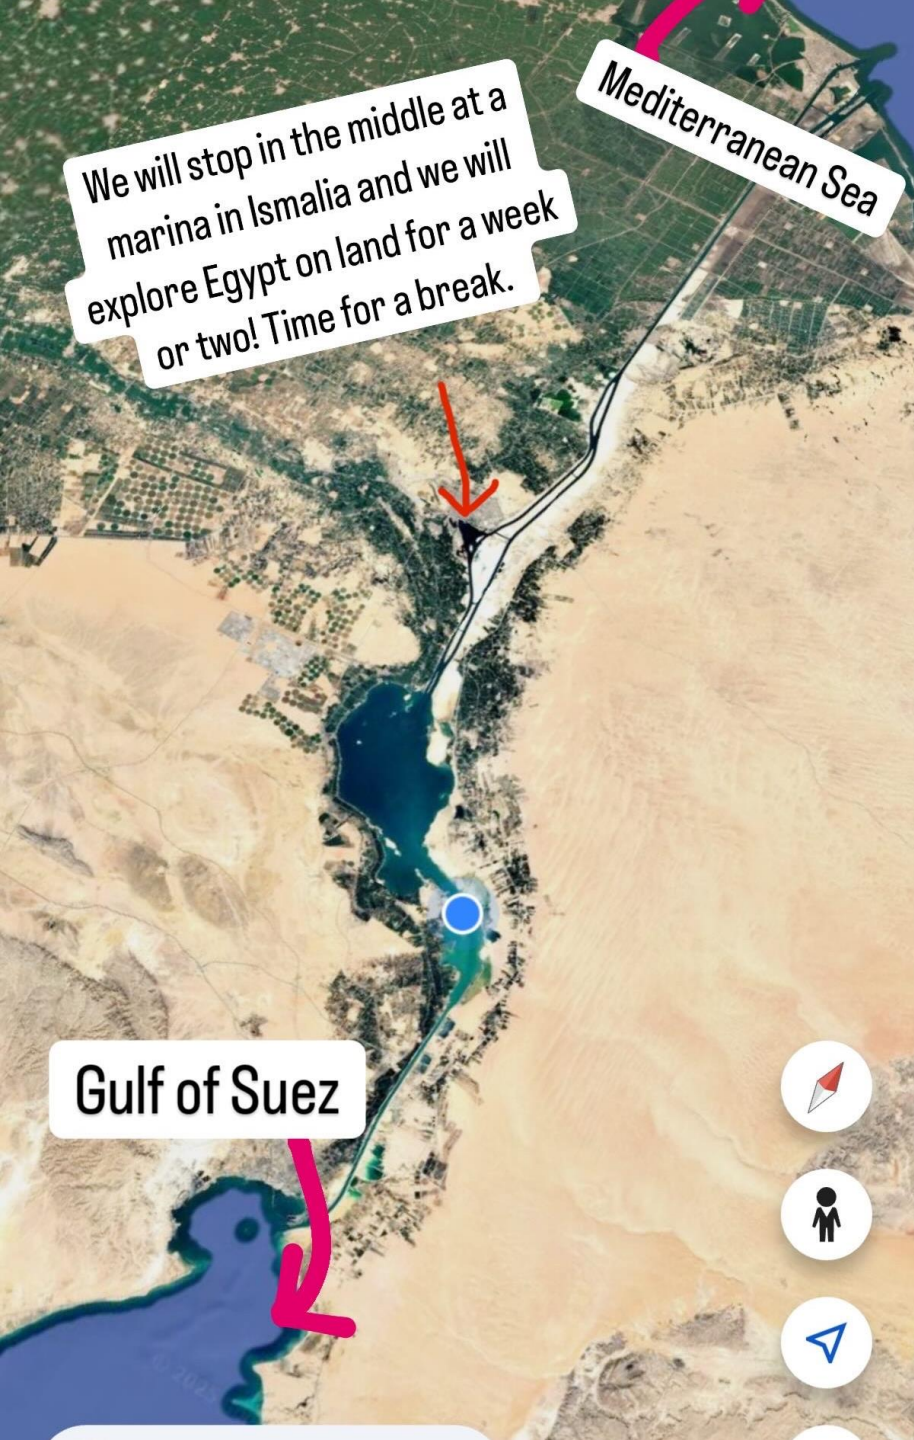 Mediterranean Sea
We will stop in the middle at a
marina in Ismalia and we will
explore Egypt on land for a week
or two! Time for a break.
Gulf of Suez
© 2025